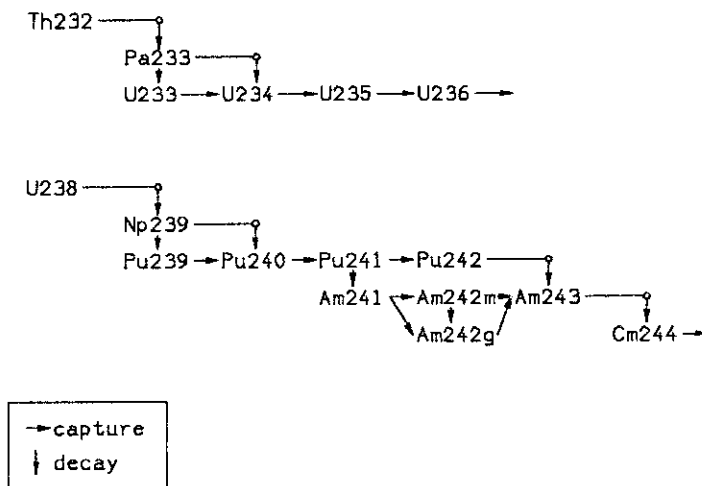 Th232
Pa233
U233 U234 U235 U236
U238
Np239
Pu239 Pu240 Pu241 Pu242
Am241 Am242m Am243
Am242g Cm244
capture
decay